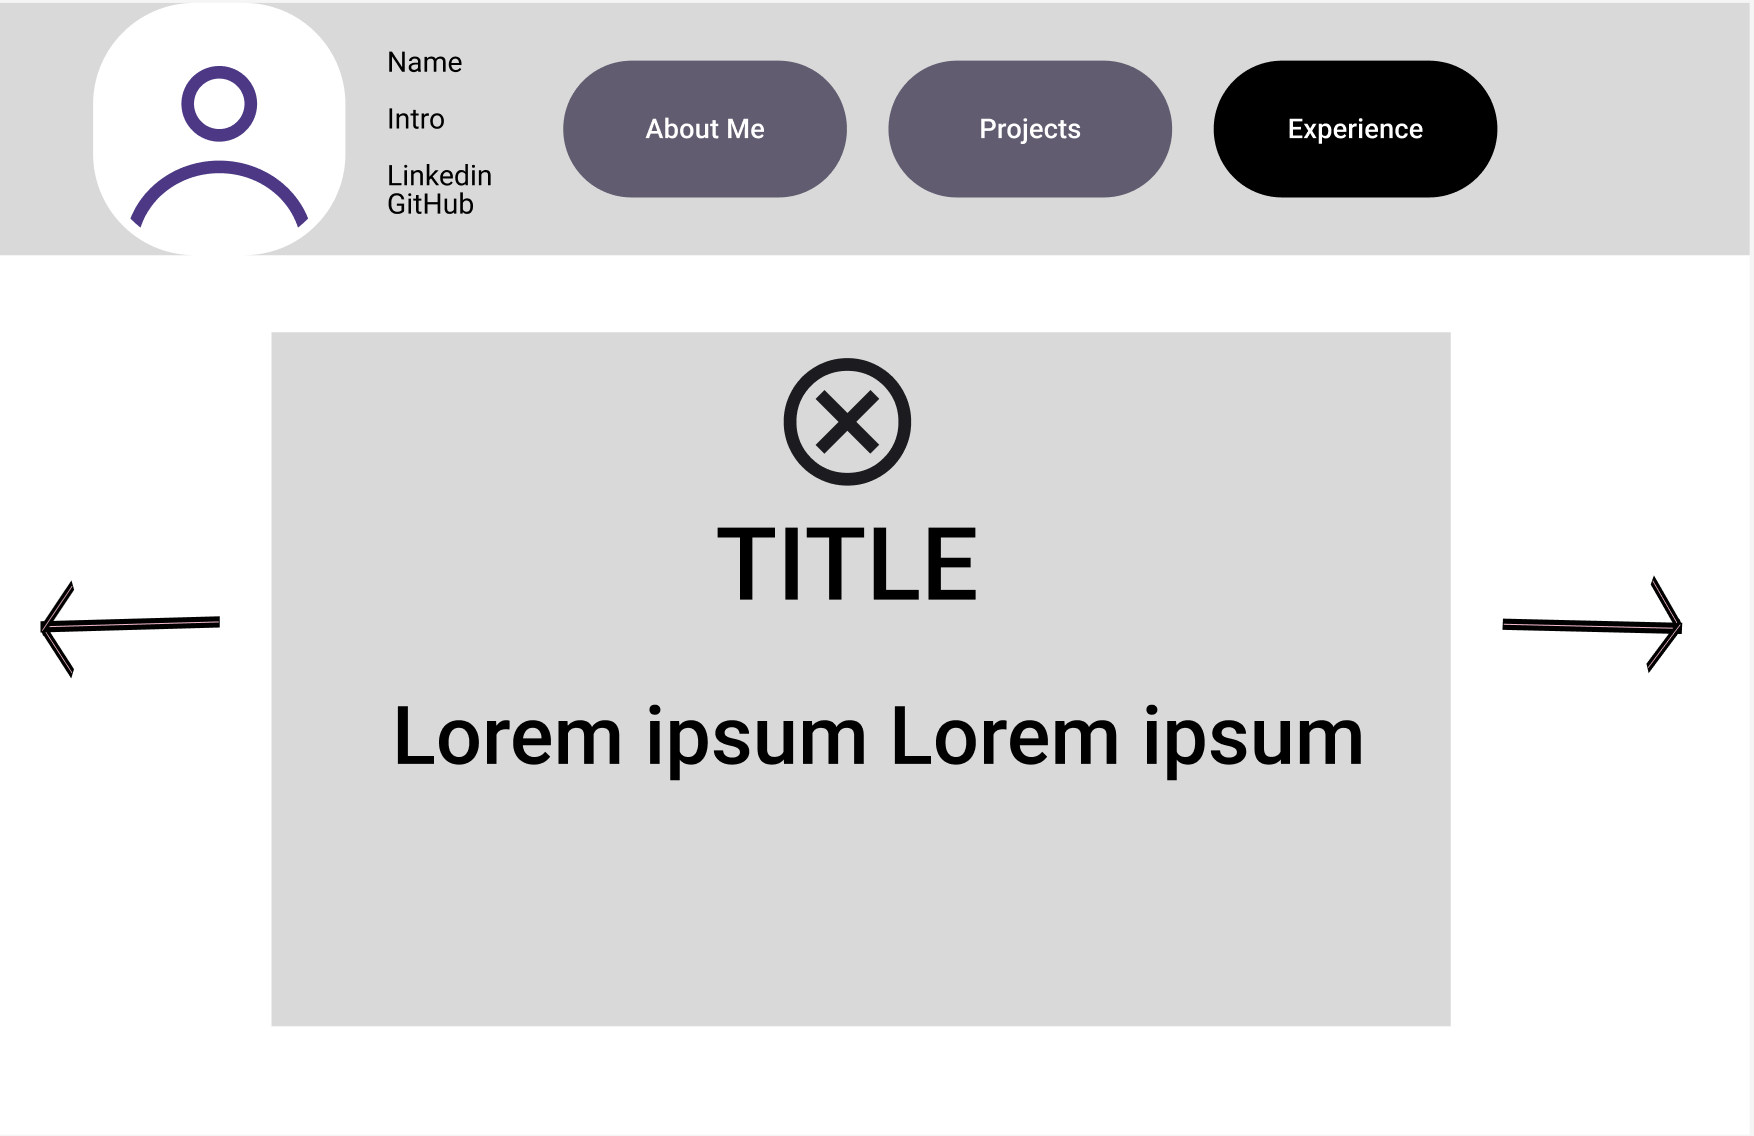 Name
Intro
Linkedin
GitHub
About Me
Projects
Experience
TITLE
Lorem ipsum Lorem ipsum